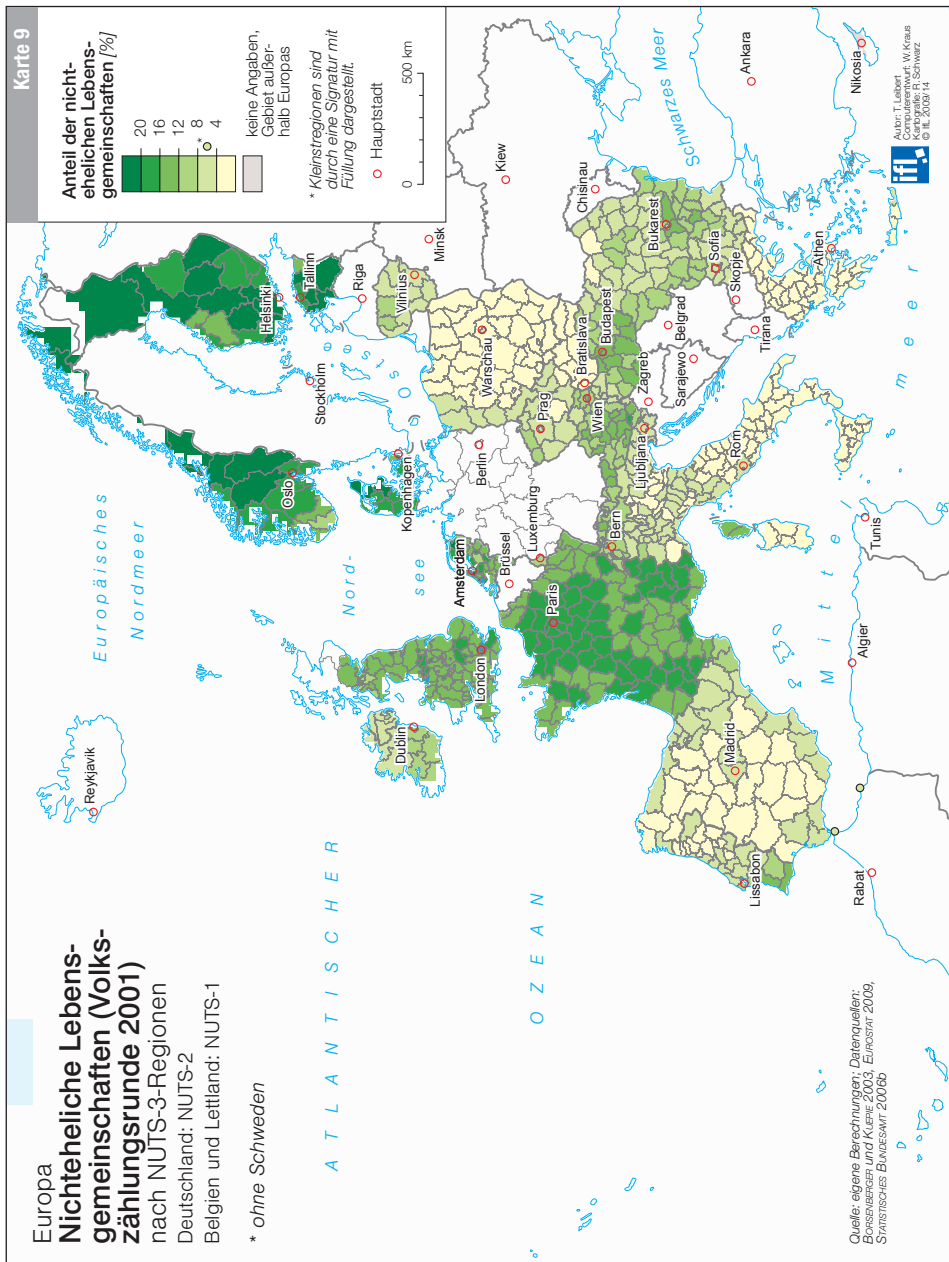 Karte 9
Europa
Nichteheliche Lebens-
gemeinschaften (Volks-
zählungsrunde 2001)
nach NUTS-3-Regionen
Deutschland: NUTS-2
Belgien und Lettland: NUTS-1
* ohne Schweden
Anteil der nicht-
ehelichen Lebens-
gemeinschaften [%]
20
16
12
8
4
*
keine Angaben,
Gebiet außer-
halb Europas
* Kleinstregionen sind
durch eine Signatur mit
Füllung dargestellt.
Hauptstadt
0
500 km
Europäisches
Nordmeer
Nord-
see
Ostsee
ATLANTISCHER
OZEAN
Mittelmeer
Schwarzes Meer
Reykjavik
Oslo
Stockholm
Helsinki
Tallinn
Riga
Vilnius
Minsk
Kiew
Chisinau
Kopenhagen
Dublin
London
Amsterdam
Brüssel
Luxemburg
Berlin
Warschau
Prag
Paris
Bern
Wien
Bratislava
Budapest
Ljubljana
Zagreb
Belgrad
Sarajewo
Bukarest
Sofia
Skopje
Tirana
Athen
Ankara
Nikosia
Rom
Madrid
Lissabon
Rabat
Algier
Tunis
Quelle: eigene Berechnungen; Datenquellen:
BORSENBERGER und KUEPIE 2003, EUROSTAT 2009,
STATISTISCHES BUNDESAMT 2006b
ifl
Autor: T. Leibert
Computerentwurf: W. Kraus
Kartografie: R. Schwarz
© IfL 2009/14